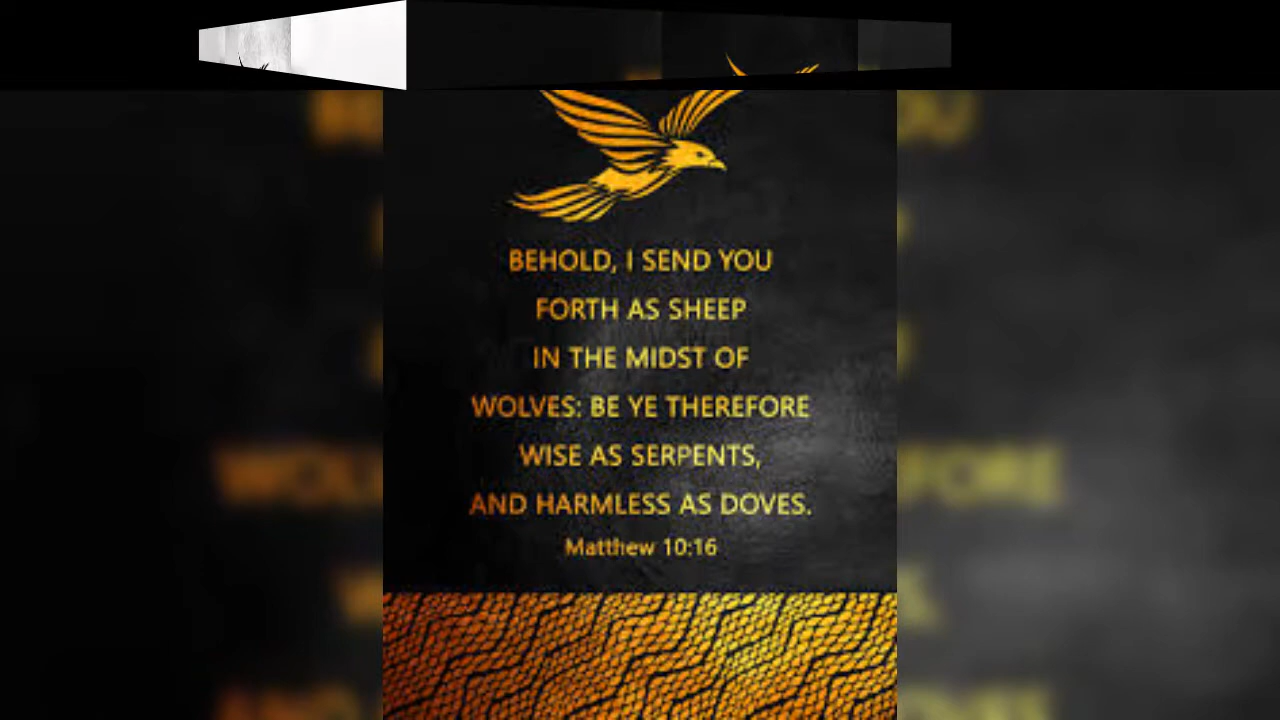 BEHOLD, I SEND YOU
FORTH AS SHEEP
IN THE MIDST OF
WOLVES: BE YE THEREFORE
WISE AS SERPENTS,
AND HARMLESS AS DOVES.
Matthew 10:16